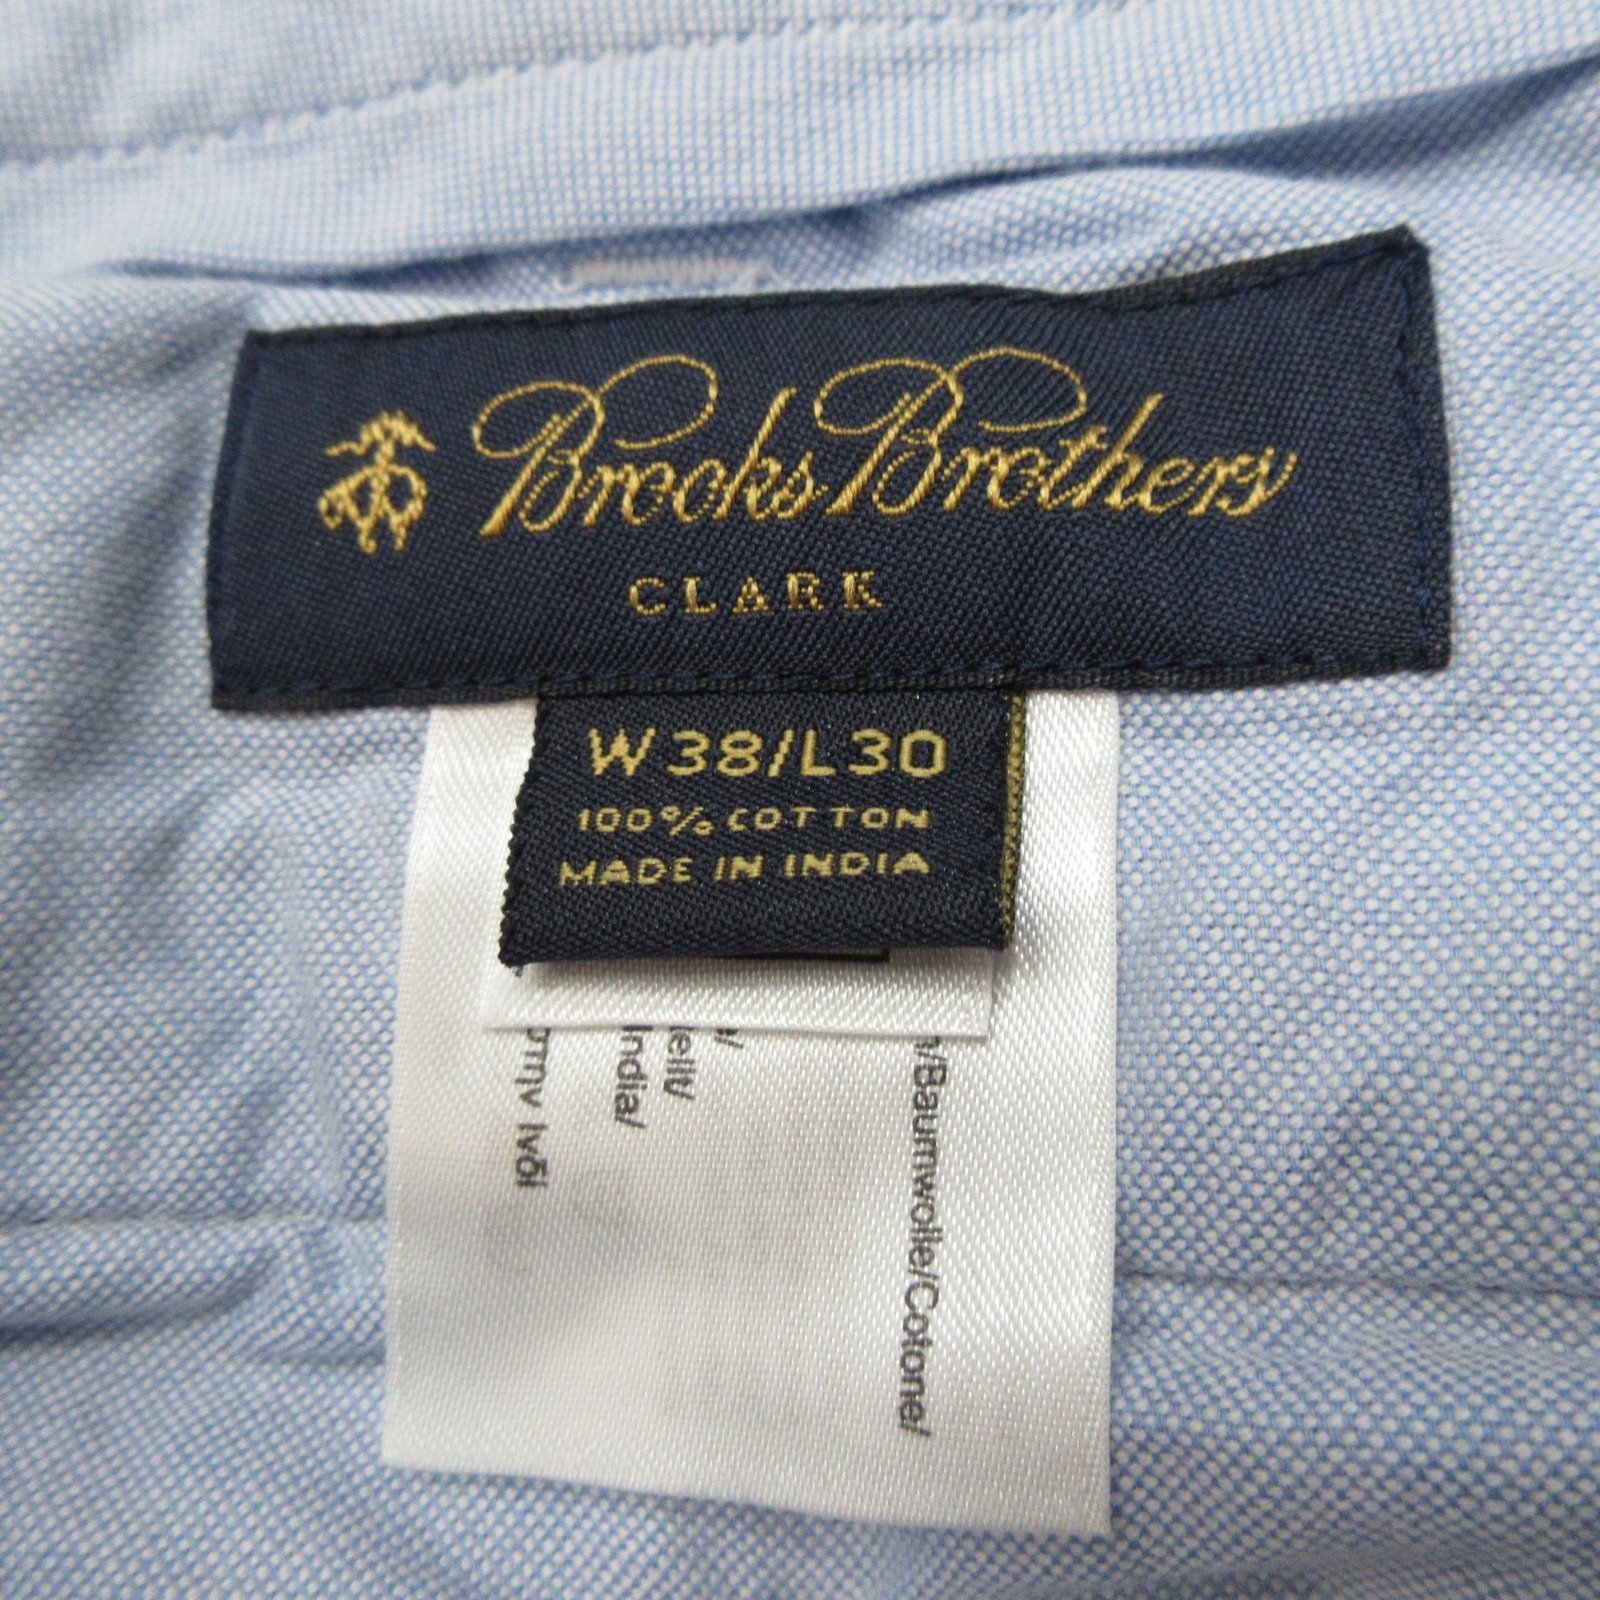 Brooks Brothers
CLARK
W38/L30
100% COTTON
MADE IN INDIA
/Baumwolle/Cotone/
India/